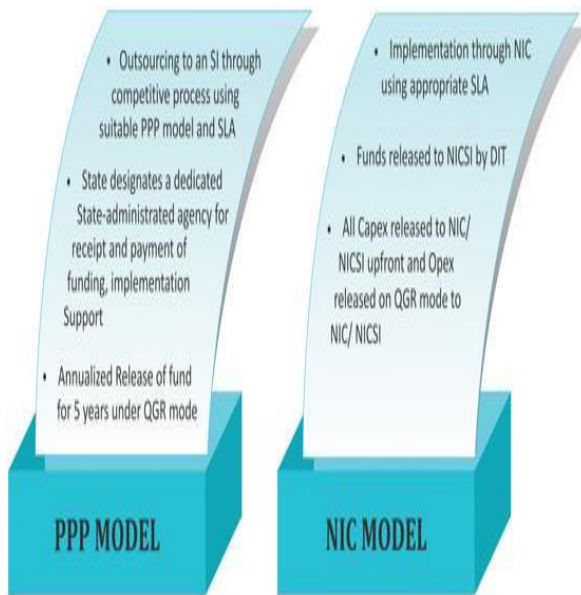 • Outsourcing to an SI through
competitive process using
suitable PPP model and SLA
• State designates a dedicated
State-administrated agency for
receipt and payment of
funding, implementation
Support
• Annualized Release of fund
for 5 years under QGR mode
PPP MODEL
• Implementation through NIC
using appropriate SLA
• Funds released to NICSI by DIT
• All Capex released to NIC/
NICSI upfront and Opex
released on QGR mode to
NIC/ NICSI
NIC MODEL